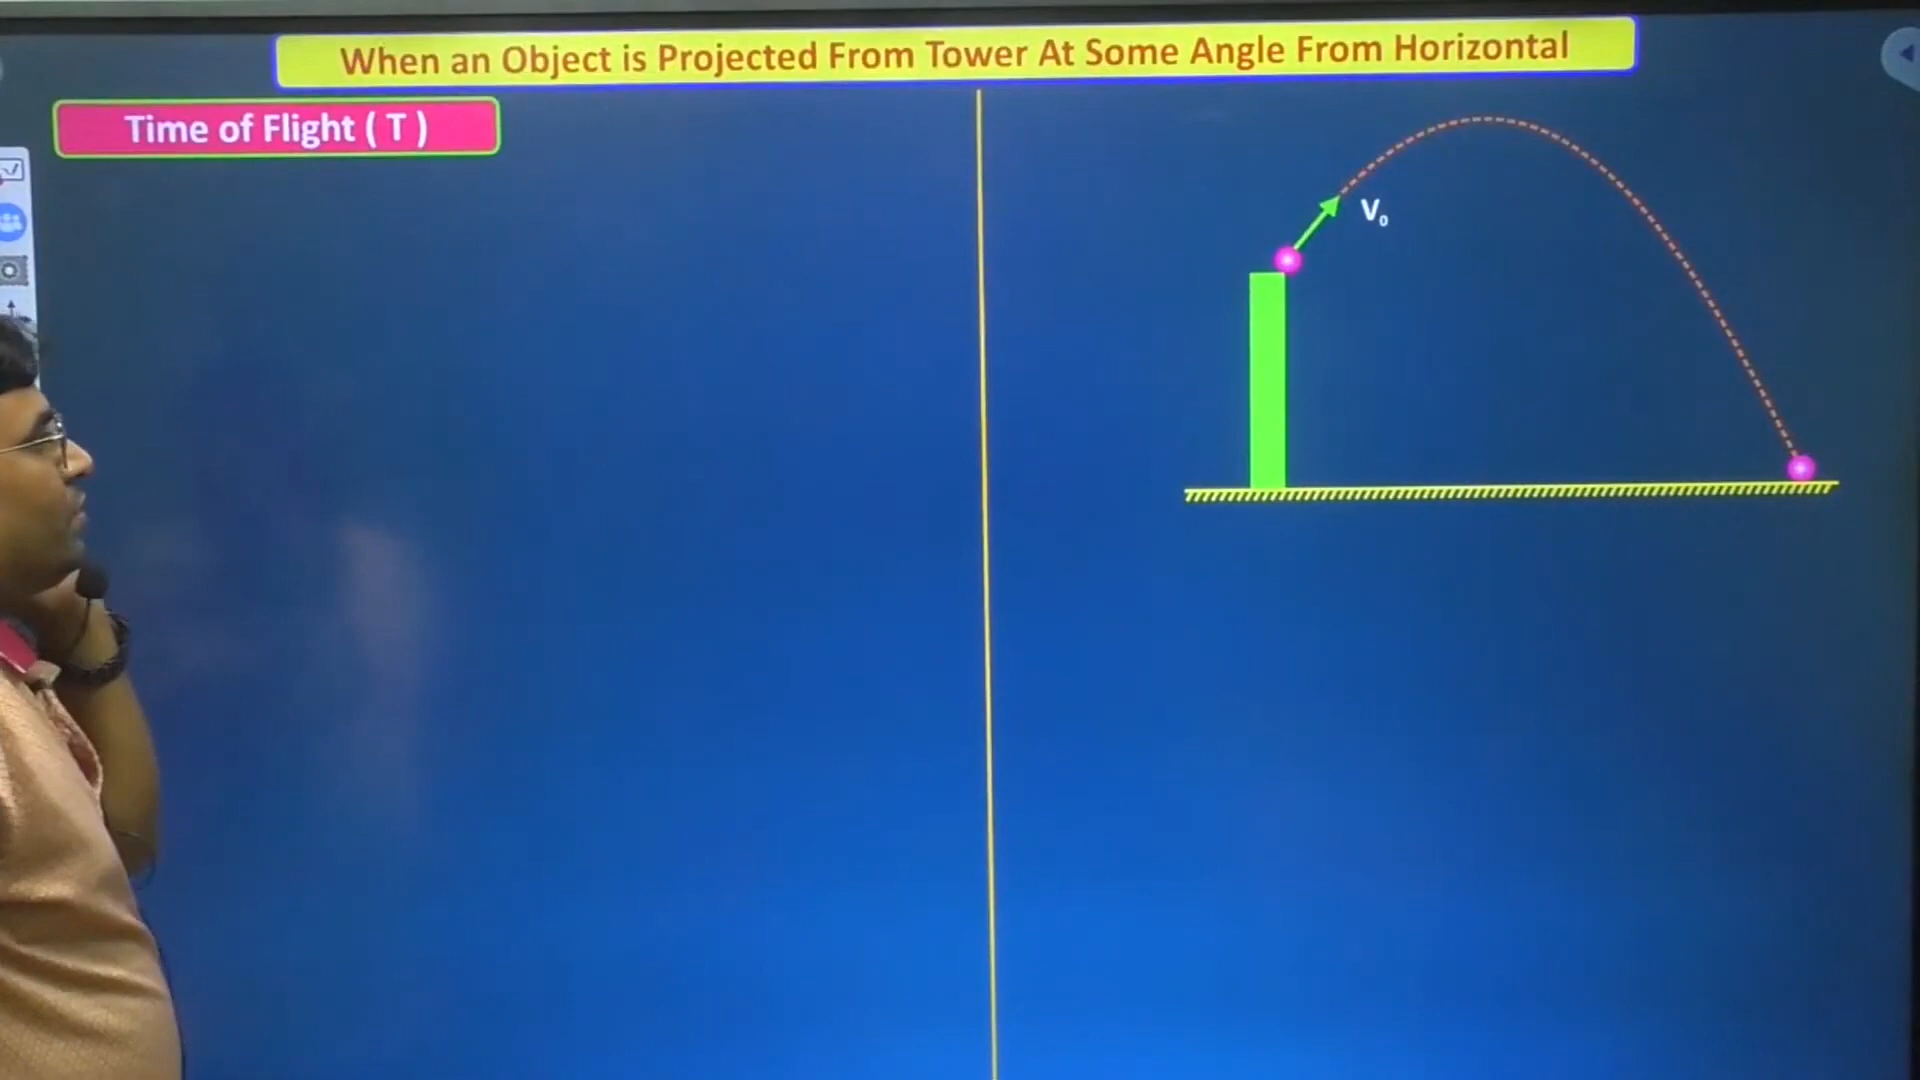 When an Object is Projected From Tower At Some Angle From Horizontal
Time of Flight ( T )
V₀